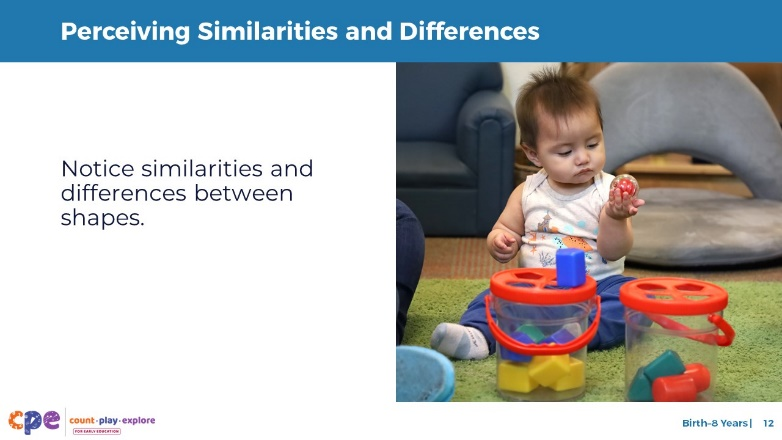 Perceiving Similarities and Differences
Notice similarities and
differences between
shapes.
cpe
count·play·explore
FOR EARLY EDUCATION
Birth–8 Years | 12